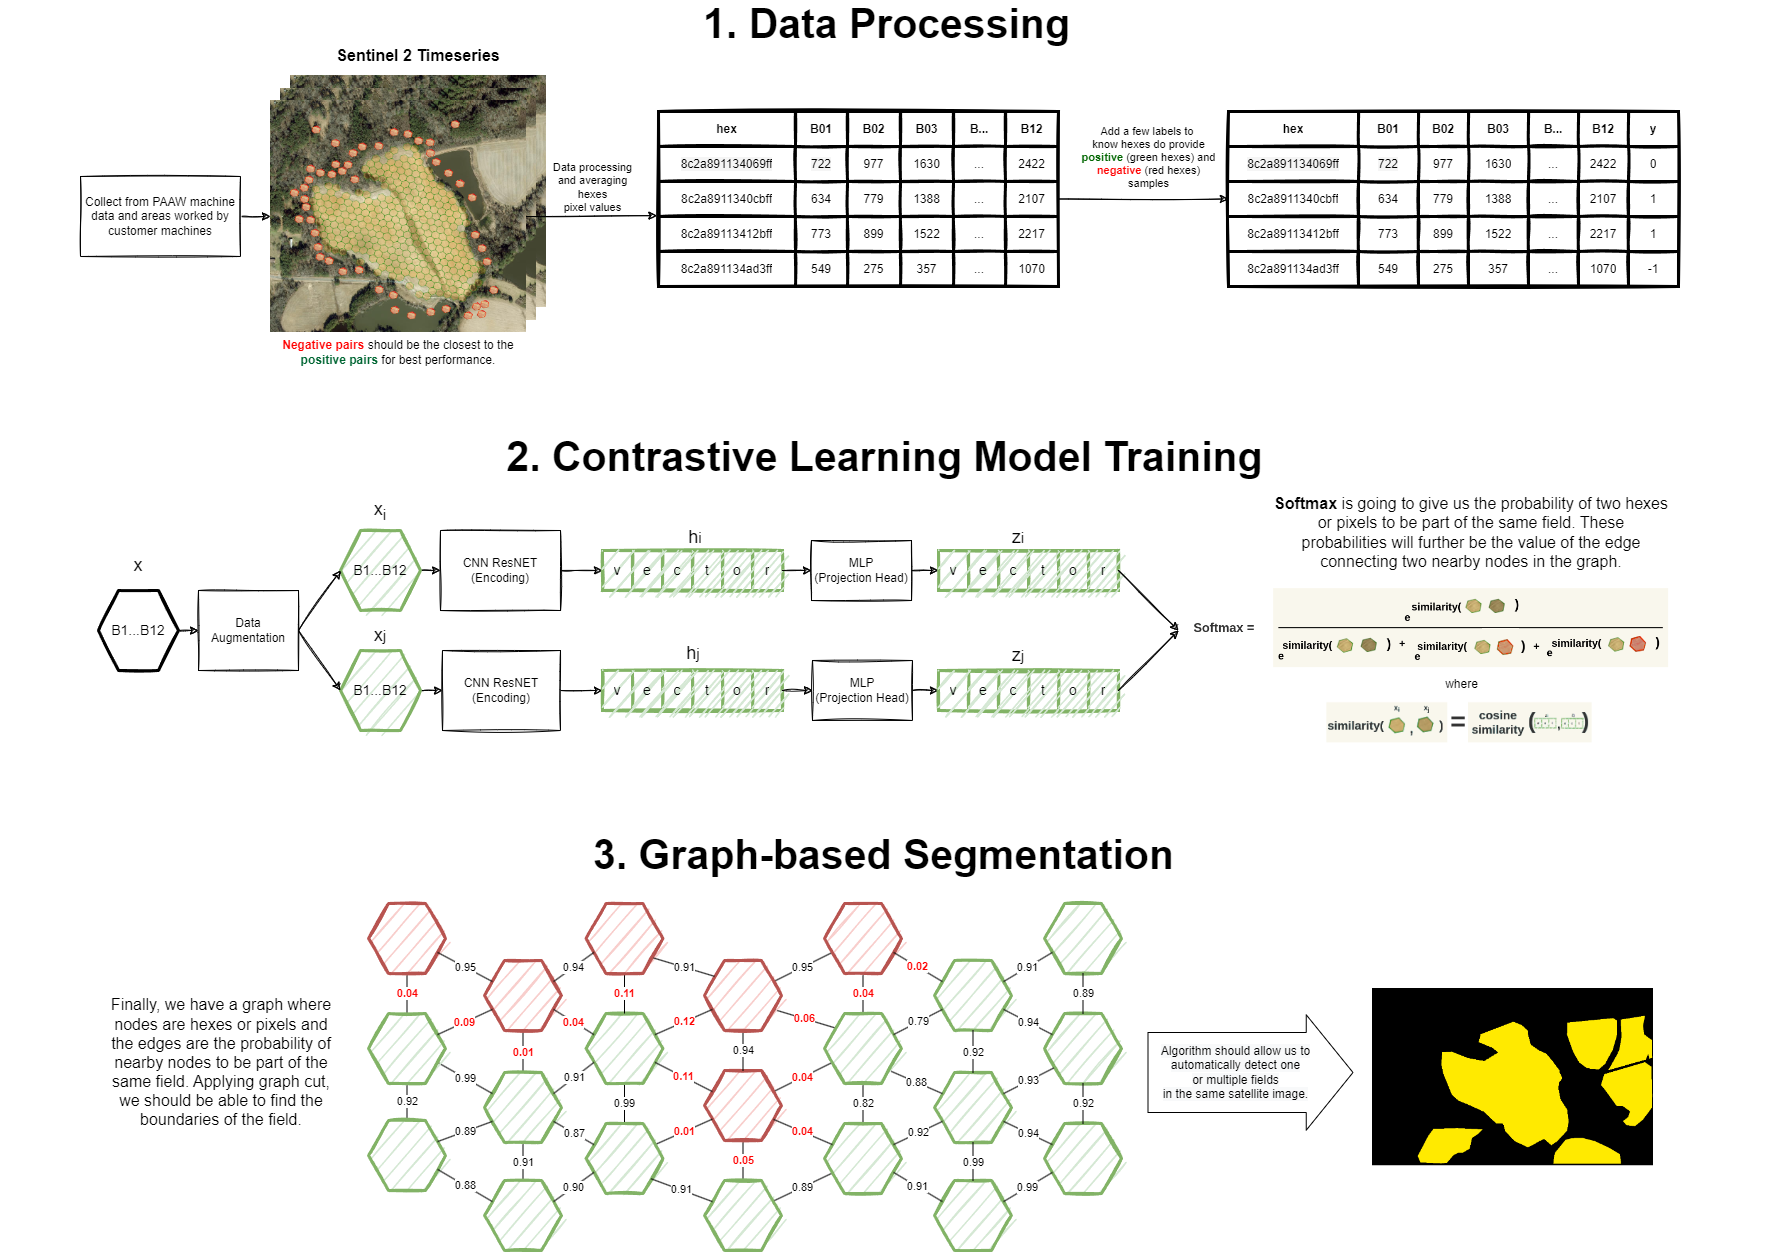 1. Data Processing
Sentinel 2 Timeseries
Collect from PAAW machine
data and areas worked by
customer machines
Negative pairs should be the closest to the
positive pairs for best performance.
Data processing
and averaging
hexes
pixel values
hex B01 B02 B03 B... B12
8c2a891134069ff 722 977 1630 ... 2422
8c2a8911340cbff 634 779 1388 ... 2107
8c2a89113412bff 773 899 1522 ... 2217
8c2a891134ad3ff 549 275 357 ... 1070
Add a few labels to
know hexes do provide
positive (green hexes) and
negative (red hexes)
samples
hex B01 B02 B03 B... B12 y
8c2a891134069ff 722 977 1630 ... 2422 0
8c2a8911340cbff 634 779 1388 ... 2107 1
8c2a89113412bff 773 899 1522 ... 2217 1
8c2a891134ad3ff 549 275 357 ... 1070 -1
2. Contrastive Learning Model Training
x
B1...B12
Data
Augmentation
xi
B1...B12
CNN ResNET
(Encoding)
hi
v e c t o r
MLP
(Projection Head)
zi
v e c t o r
xj
B1...B12
CNN ResNET
(Encoding)
hj
v e c t o r
MLP
(Projection Head)
zj
v e c t o r
Softmax is going to give us the probability of two hexes
or pixels to be part of the same field. These
probabilities will further be the value of the edge
connecting two nearby nodes in the graph.
Softmax =
e similarity( )
e similarity( ) + e similarity( ) + e similarity( )
where
xi xj
similarity( , ) = cosine similarity ( , )
3. Graph-based Segmentation
Finally, we have a graph where
nodes are hexes or pixels and
the edges are the probability of
nearby nodes to be part of the
same field. Applying graph cut,
we should be able to find the
boundaries of the field.
0.95 0.94 0.91 0.95 0.02 0.91
0.04 0.11 0.04 0.89
0.09 0.04 0.12 0.06 0.79 0.94
0.01 0.94 0.92
0.99 0.91 0.11 0.04 0.88 0.93
0.92 0.99 0.82 0.92
0.89 0.87 0.01 0.04 0.92 0.94
0.91 0.05 0.99
0.88 0.90 0.91 0.89 0.91 0.99
Algorithm should allow us to
automatically detect one
or multiple fields
in the same satellite image.